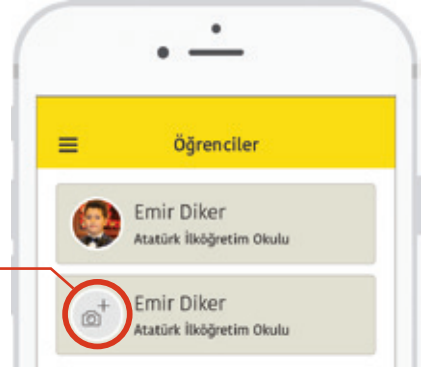 Öğrenciler
Emir Diker
Atatürk İlköğretim Okulu
Emir Diker
Atatürk İlköğretim Okulu